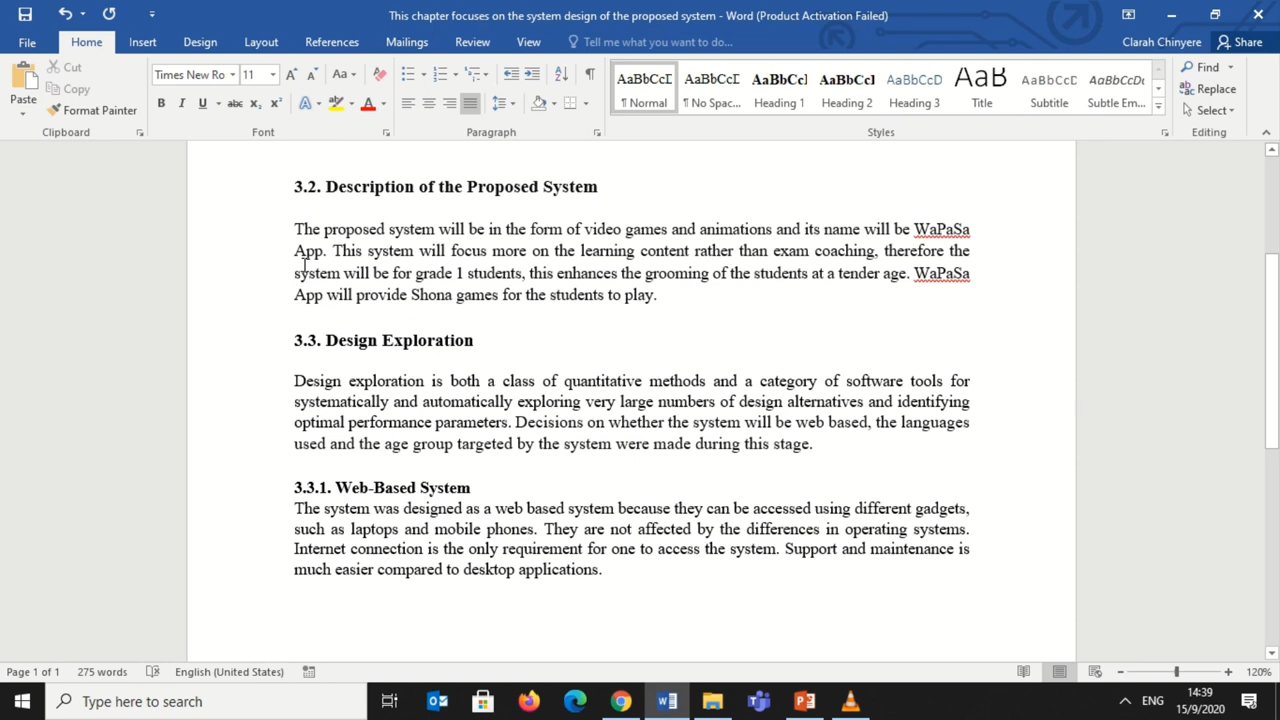 This chapter focuses on the system design of the proposed system - Word (Product Activation Failed)
File Home Insert Design Layout References Mailings Review View Tell me what you want to do... Clarah Chinyere Share
Paste
Cut
Copy
Format Painter
Clipboard
Times New Ro 11 Aa
B I U abc x₂ x² A A
Font
Paragraph
AaBbCcI AaBbCcD AaBbCcI AaBbCcI AaBbCcD AaB AaBbCcD AaBbCcD
¶ Normal ¶ No Spac... Heading 1 Heading 2 Heading 3 Title Subtitle Subtle Em...
Styles
Find
Replace
Select
Editing
3.2. Description of the Proposed System
The proposed system will be in the form of video games and animations and its name will be WaPaSa
App. This system will focus more on the learning content rather than exam coaching, therefore the
system will be for grade 1 students, this enhances the grooming of the students at a tender age. WaPaSa
App will provide Shona games for the students to play.
3.3. Design Exploration
Design exploration is both a class of quantitative methods and a category of software tools for
systematically and automatically exploring very large numbers of design alternatives and identifying
optimal performance parameters. Decisions on whether the system will be web based, the languages
used and the age group targeted by the system were made during this stage.
3.3.1. Web-Based System
The system was designed as a web based system because they can be accessed using different gadgets,
such as laptops and mobile phones. They are not affected by the differences in operating systems.
Internet connection is the only requirement for one to access the system. Support and maintenance is
much easier compared to desktop applications.
Page 1 of 1 275 words English (United States) 120%
Type here to search
ENG
14:39
15/9/2020